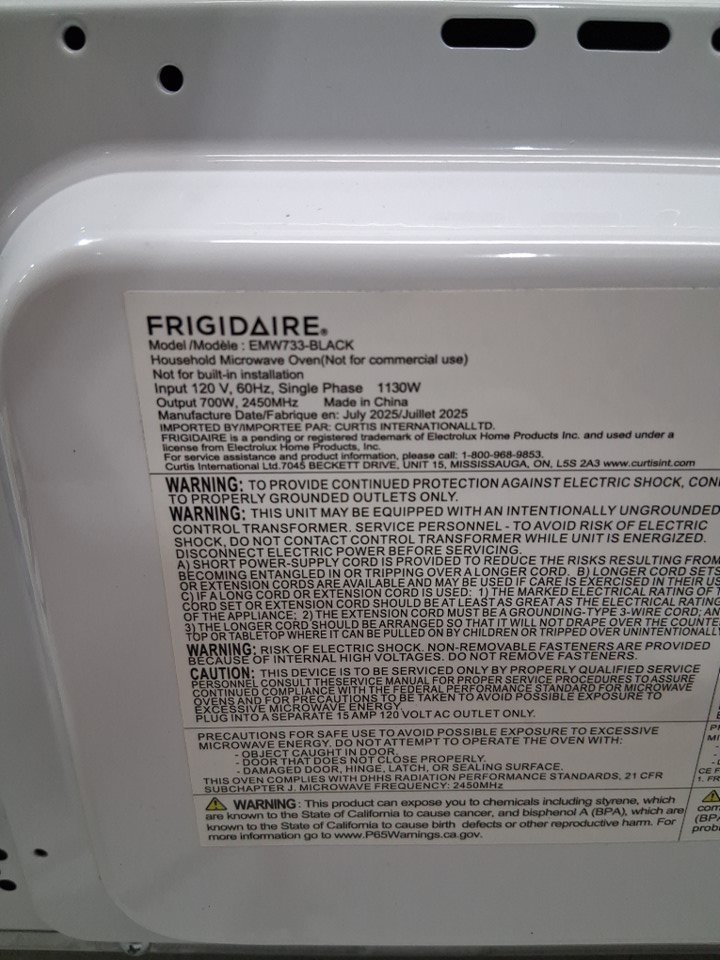 FRIGIDAIRE®
Model/Modèle : EMW733-BLACK
Household Microwave Oven(Not for commercial use)
Not for built-in installation
Input 120 V, 60Hz, Single Phase 1130W
Output 700W, 2450MHz Made in China
Manufacture Date/Fabrique en: July 2025/Juillet 2025
IMPORTED BY/IMPORTEE PAR: CURTIS INTERNATIONALLTD.
FRIGIDAIRE is a pending or registered trademark of Electrolux Home Products Inc. and used under a
license from Electrolux Home Products, Inc.
For service assistance and product information, please call: 1-800-968-9853.
Curtis International Ltd.7045 BECKETT DRIVE, UNIT 15, MISSISSAUGA, ON, L5S 2A3 www.curtisint.com
WARNING: TO PROVIDE CONTINUED PROTECTION AGAINST ELECTRIC SHOCK,
TO PROPERLY GROUNDED OUTLETS ONLY.
WARNING: THIS UNIT MAY BE EQUIPPED WITH AN INTENTIONALLY UNGROUNDED
CONTROL TRANSFORMER. SERVICE PERSONNEL - TO AVOID RISK OF ELECTRIC
SHOCK, DO NOT CONTACT CONTROL TRANSFORMER WHILE UNIT IS ENERGIZED.
DISCONNECT ELECTRIC POWER BEFORE SERVICING.
A) SHORT POWER-SUPPLY CORD IS PROVIDED TO REDUCE THE RISKS RESULTING FROM
BECOMING ENTANGLED IN OR TRIPPING OVER A LONGER CORD. B) LONGER CORD SETS
OR EXTENSION CORDS ARE AVAILABLE AND MAY BE USED IF CARE IS EXERCISED IN THEIR
C) IF A LONG CORD OR EXTENSION CORD IS USED: 1) THE MARKED ELECTRICAL RATING OF
CORD SET OR EXTENSION CORD SHOULD BE AT LEAST AS GREAT AS THE ELECTRICAL RATING
OF THE APPLIANCE; 2) THE EXTENSION CORD MUST BE A GROUNDING-TYPE 3-WIRE CORD;
3) THE LONGER CORD SHOULD BE ARRANGED SO THAT IT WILL NOT DRAPE OVER THE
TOP OR TABLETOP WHERE IT CAN BE PULLED ON BY CHILDREN OR TRIPPED OVER UNINTENTIONALLY
WARNING: RISK OF ELECTRIC SHOCK. NON-REMOVABLE FASTENERS ARE PROVIDED
BECAUSE OF INTERNAL HIGH VOLTAGES. DO NOT REMOVE FASTENERS.
CAUTION: THIS DEVICE IS TO BE SERVICED ONLY BY PROPERLY QUALIFIED SERVICE
PERSONNEL. CONSULT THESERVICE MANUAL FOR PROPER SERVICE PROCEDURES TO ASSURE
CONTINUED COMPLIANCE WITH THE FEDERAL PERFORMANCE STANDARD FOR MICROWAVE
OVENS AND FOR PRECAUTIONS TO BE TAKEN TO AVOID POSSIBLE EXPOSURE TO
EXCESSIVE MICROWAVE ENERGY
PLUG INTO A SEPARATE 15 AMP 120 VOLT AC OUTLET ONLY.
PRECAUTIONS FOR SAFE USE TO AVOID POSSIBLE EXPOSURE TO EXCESSIVE
MICROWAVE ENERGY. DO NOT ATTEMPT TO OPERATE THE OVEN WITH:
- OBJECT CAUGHT IN DOOR.
- DOOR THAT DOES NOT CLOSE PROPERLY.
- DAMAGED DOOR, HINGE, LATCH, OR SEALING SURFACE.
THIS OVEN COMPLIES WITH DHHS RADIATION PERFORMANCE STANDARDS, 21 CFR
SUBCHAPTER J. MICROWAVE FREQUENCY: 2450MHz
WARNING: This product can expose you to chemicals including styrene, which
are known to the State of California to cause cancer, and bisphenol A (BPA), which are
known to the State of California to cause birth defects or other reproductive harm. For
more information go to www.P65Warnings.ca.gov.